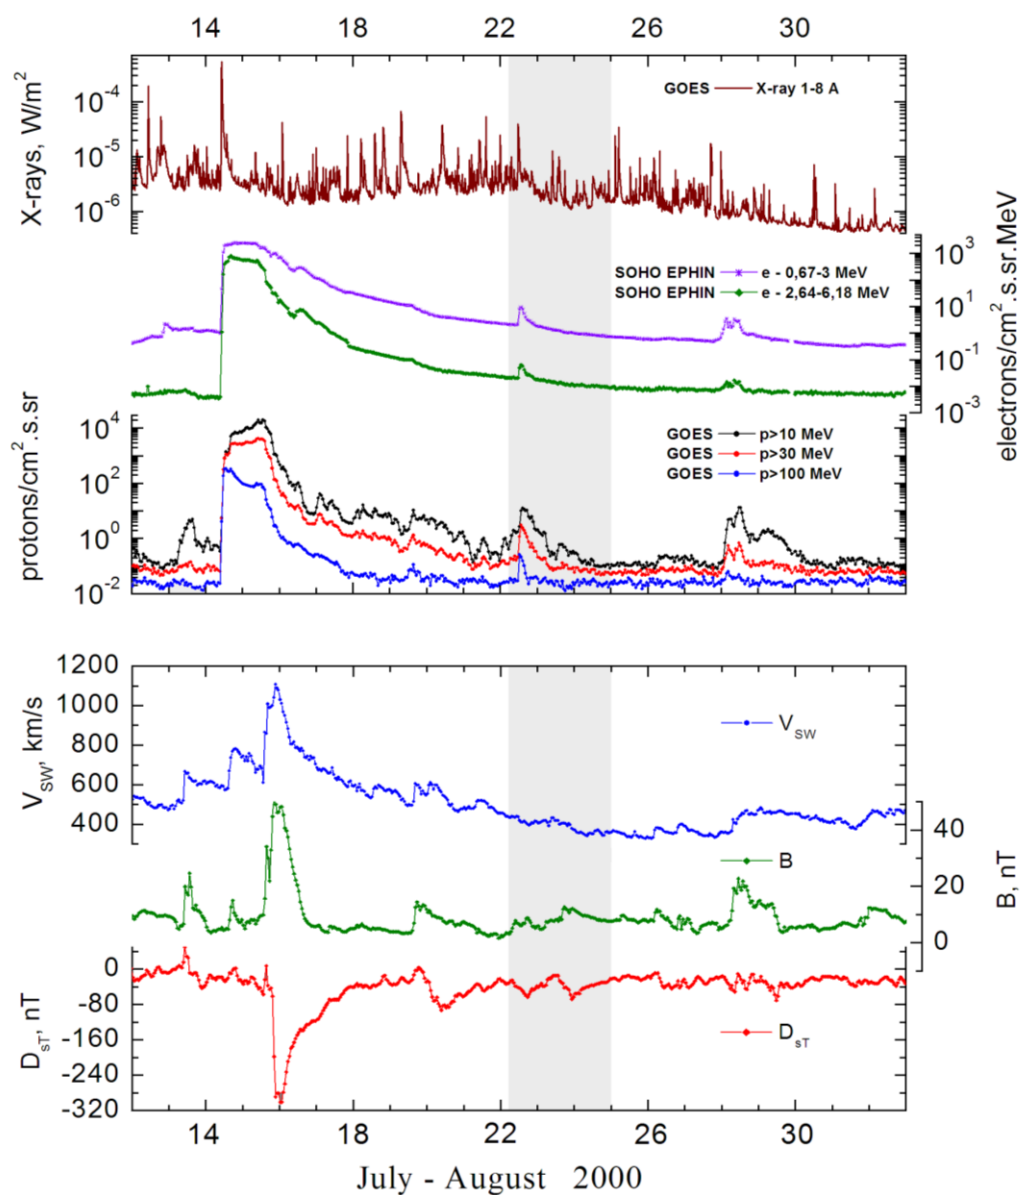 14 18 22 26 30
X-rays, W/m²
10⁻⁴
10⁻⁵
10⁻⁶
GOES X-ray 1-8 A
SOHO EPHIN e - 0,67-3 MeV
SOHO EPHIN e - 2,64-6,18 MeV
10³
10¹
10⁻¹
10⁻³
electrons/cm².s.sr.MeV
protons/cm².s.sr
10⁴
10²
10⁰
10⁻²
GOES p>10 MeV
GOES p>30 MeV
GOES p>100 MeV
V_SW, km/s
1200
1000
800
600
400
V_SW
B
40
20
0
B, nT
D_sT, nT
0
-80
-160
-240
-320
D_sT
14 18 22 26 30
July - August 2000